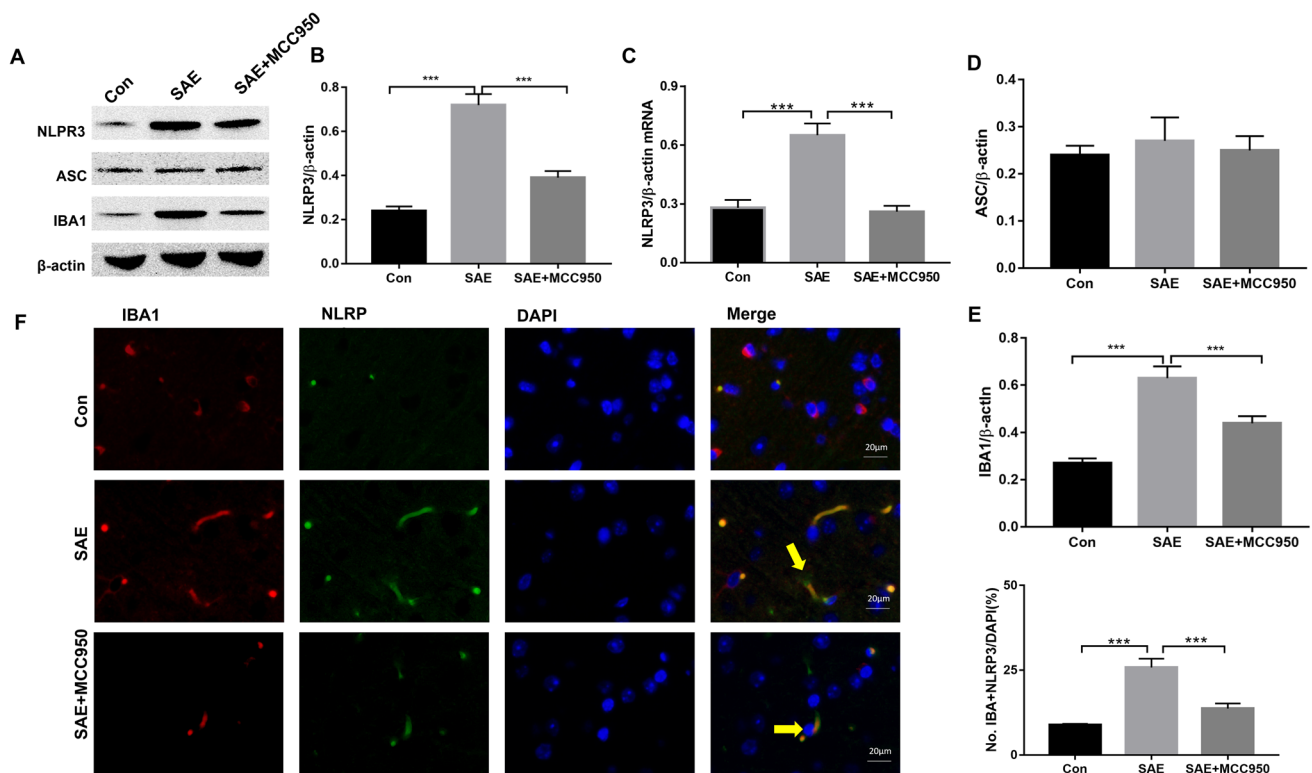 A
Con
SAE
SAE+MCC950
NLPR3
ASC
IBA1
β-actin
B
NLRP3/β-actin
0.8
0.6
0.4
0.2
0.0
***
***
Con
SAE
SAE+MCC950
C
NLRP3/β-actin mRNA
0.9
0.6
0.3
0.0
***
***
Con
SAE
SAE+MCC950
D
ASC/β-actin
0.4
0.3
0.2
0.1
0.0
Con
SAE
SAE+MCC950
E
IBA1/β-actin
0.8
0.6
0.4
0.2
0.0
***
***
Con
SAE
SAE+MCC950
F
IBA1
NLRP
DAPI
Merge
Con
20μm
SAE
20μm
SAE+MCC950
20μm
No. IBA+NLRP3/DAPI(%)
50
25
0
***
***
Con
SAE
SAE+MCC950